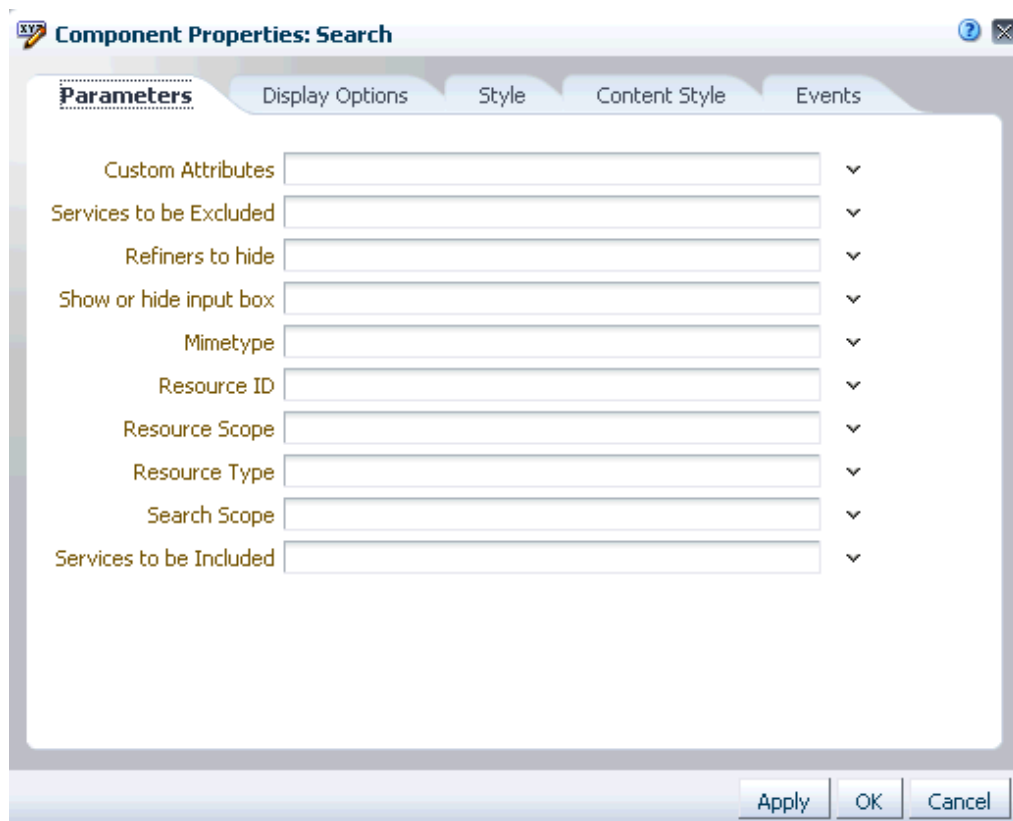 Component Properties: Search
Parameters Display Options Style Content Style Events
Custom Attributes
Services to be Excluded
Refiners to hide
Show or hide input box
Mimetype
Resource ID
Resource Scope
Resource Type
Search Scope
Services to be Included
Apply OK Cancel